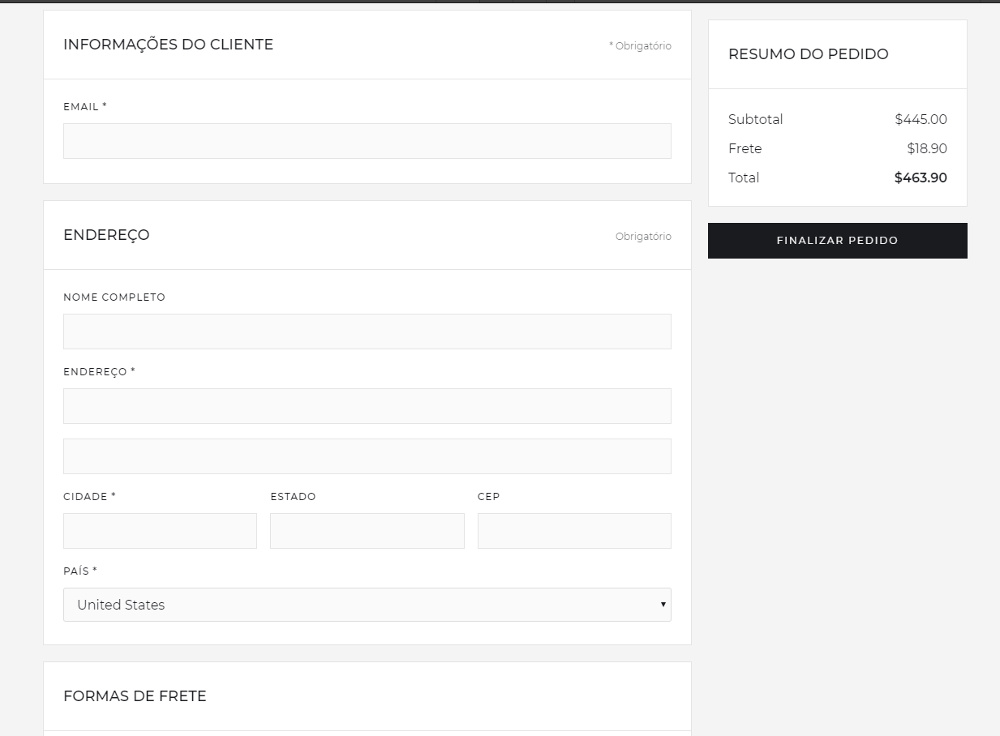 INFORMAÇÕES DO CLIENTE
* Obrigatório
EMAIL *
ENDEREÇO
Obrigatório
NOME COMPLETO
ENDEREÇO *
CIDADE *
ESTADO
CEP
PAÍS *
United States
FORMAS DE FRETE
RESUMO DO PEDIDO
Subtotal $445.00
Frete $18.90
Total $463.90
FINALIZAR PEDIDO